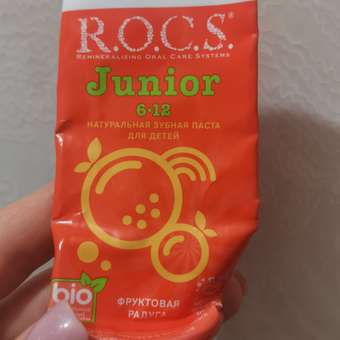 R.O.C.S.®
REMINERALIZING ORAL CARE SYSTEMS
Junior
6-12
НАТУРАЛЬНАЯ ЗУБНАЯ ПАСТА
ДЛЯ ДЕТЕЙ
bio
ФРУКТОВАЯ
РАДУГА